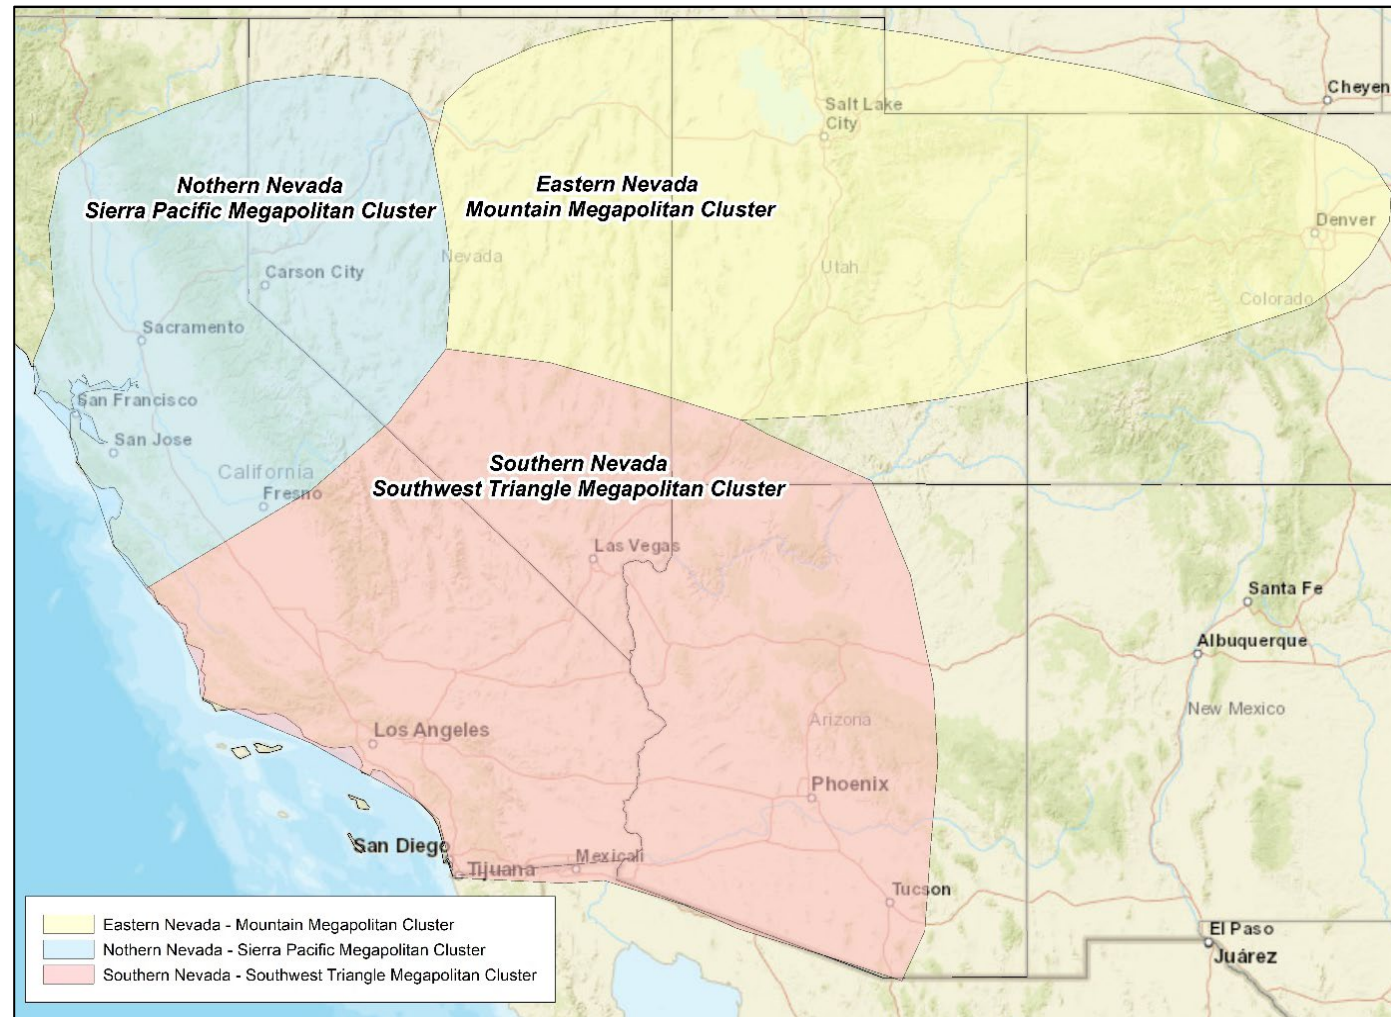 Cheyen
Salt Lake
City
Nothern Nevada
Sierra Pacific Megapolitan Cluster
Eastern Nevada
Mountain Megapolitan Cluster
Denver
Nevada
Utah
Carson City
Colorado
Sacramento
San Francisco
San Jose
California
Fresno
Southern Nevada
Southwest Triangle Megapolitan Cluster
Las Vegas
Santa Fe
Albuquerque
New Mexico
Arizona
Los Angeles
Phoenix
San Diego
Tijuana
Mexicali
Tucson
El Paso
Juárez
Eastern Nevada - Mountain Megapolitan Cluster
Nothern Nevada - Sierra Pacific Megapolitan Cluster
Southern Nevada - Southwest Triangle Megapolitan Cluster